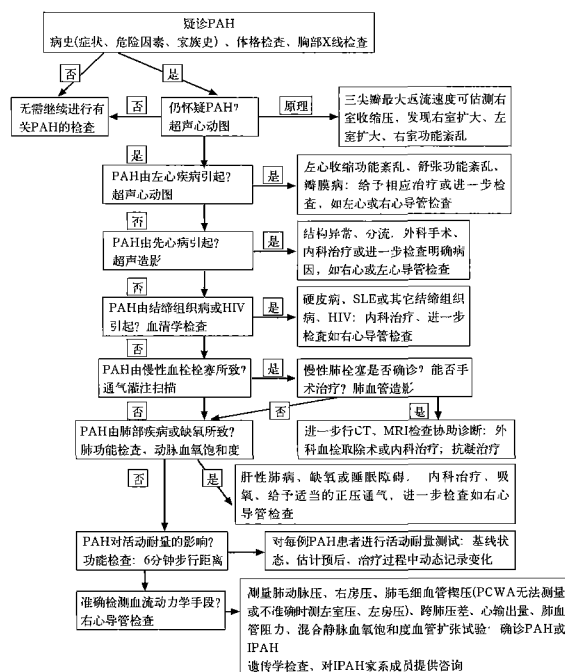 疑诊PAH
病史(症状、危险因素、家族史)、体格检查、胸部X线检查
否
是
无需继续进行有
关PAH的检查
否
仍怀疑PAH?
超声心动图
原理
三尖瓣最大返流速度可估测右
室收缩压、发现右室扩大、左
室扩大、右室功能紊乱
是
PAH由左心疾病引起?
超声心动图
是
左心收缩功能紊乱、舒张功能紊乱、
瓣膜病: 给予相应治疗或进一步检
查, 如左心或右心导管检查
否
PAH由先心病引起?
超声造影
是
结构异常、分流. 外科手术、
内科治疗或进一步检查明确病
因, 如右心或左心导管检查
否
PAH由结缔组织病或HIV
引起? 血清学检查
是
硬皮病、SLE或其它结缔组织
病、HIV: 内科治疗、进一步
检查如右心导管检查
否
PAH由慢性血栓栓塞所致?
通气灌注扫描
是
慢性肺栓塞是否确诊? 能否手
术治疗? 肺血管造影
否
否
是
PAH由肺部疾病或缺氧所致?
肺功能检查、动脉血氧饱和度
进一步行CT、MRI检查协助诊断: 外
科血栓取除术或内科治疗; 抗凝治疗
否
是
肝性肺病、缺氧或睡眠障碍. 内科治疗、吸
氧、给予适当的正压通气, 进一步检查如右心
导管检查
PAH对活动耐量的影响?
功能检查: 6分钟步行距离
对每例PAH患者进行活动耐量测试: 基线状
态、估计预后、治疗过程中动态记录变化
准确检测血流动力学手段?
右心导管检查
测量肺动脉压、右房压、肺毛细血管楔压(PCWA无法测量
或不准确时测左室压、左房压)、跨肺压差、心输出量、肺血
管阻力、混合静脉血氧饱和度血管扩张试验: 确诊PAH或
IPAH
遗传学检查、对IPAH家系成员提供咨询